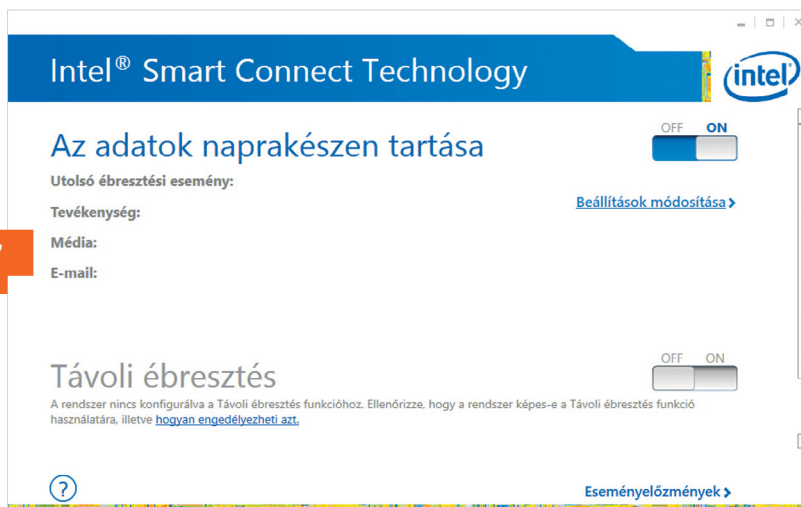 Intel® Smart Connect Technology
intel
Az adatok naprakészen tartása
OFF ON
Utolsó ébresztési esemény:
Beállítások módosítása
Tevékenység:
Média:
E-mail:
Távoli ébresztés
OFF ON
A rendszer nincs konfigurálva a Távoli ébresztés funkcióhoz. Ellenőrizze, hogy a rendszer képes-e a Távoli ébresztés funkció
használatára, illetve hogyan engedélyezheti azt.
?
Eseményelőzmények